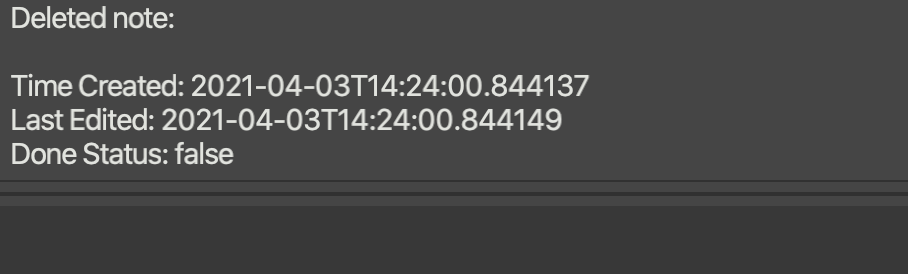 Deleted note:
Time Created: 2021-04-03T14:24:00.844137
Last Edited: 2021-04-03T14:24:00.844149
Done Status: false